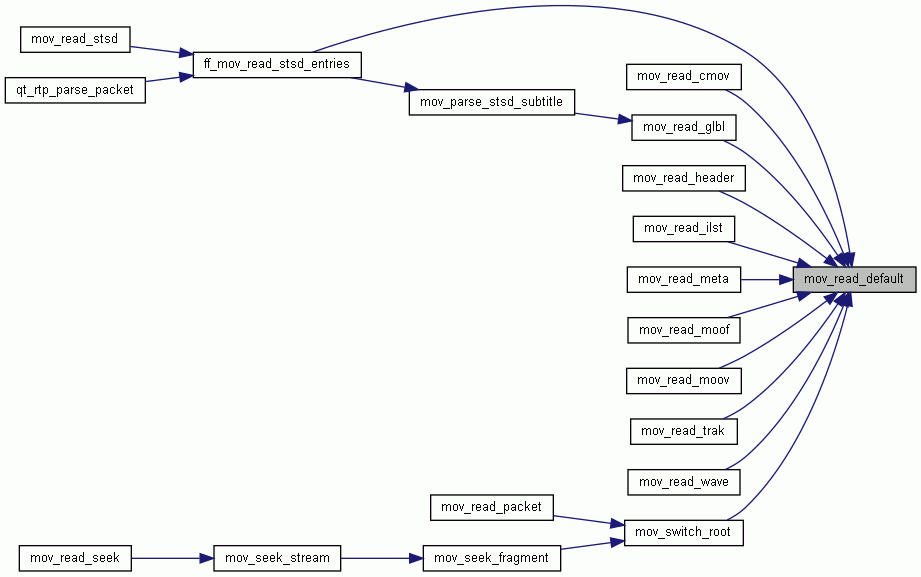 mov_read_stsd
ff_mov_read_stsd_entries
mov_read_cmov
qt_rtp_parse_packet
mov_parse_stsd_subtitle
mov_read_glbl
mov_read_header
mov_read_ilst
mov_read_meta
mov_read_default
mov_read_moof
mov_read_moov
mov_read_trak
mov_read_wave
mov_read_packet
mov_switch_root
mov_read_seek
mov_seek_stream
mov_seek_fragment